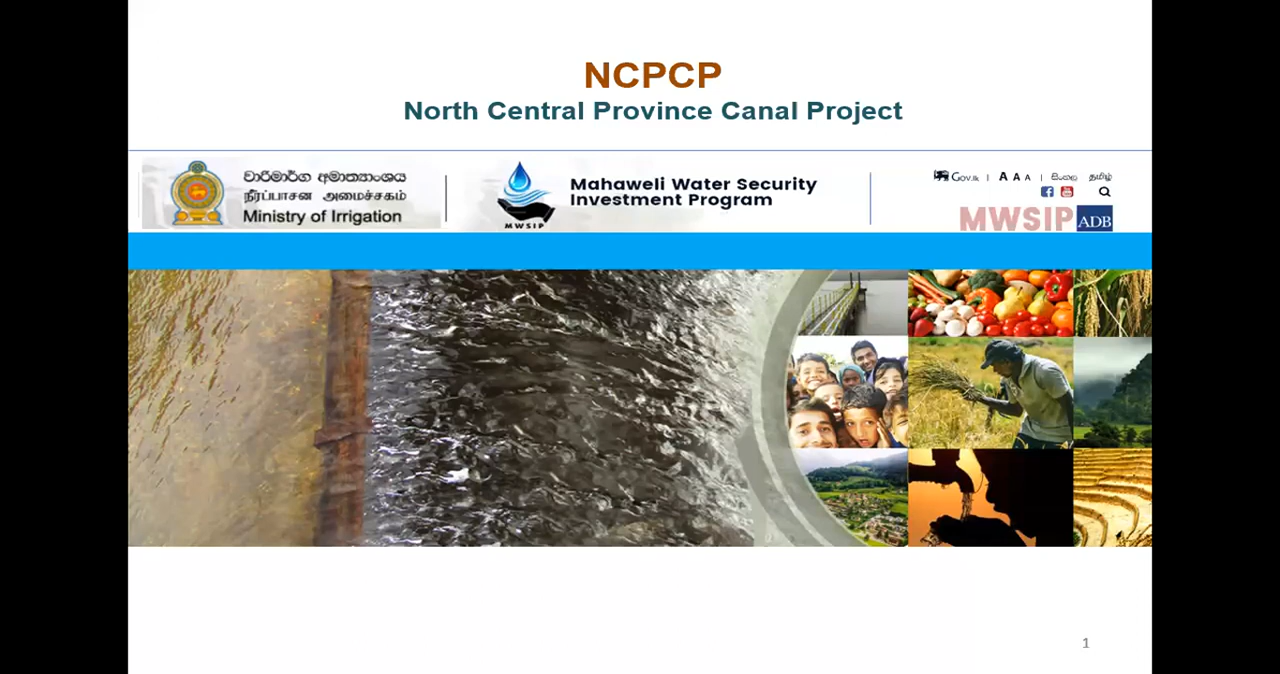 NCPCP
North Central Province Canal Project
වාරිමාර්ග අමාත්‍යාංශය
நீர்ப்பாசன அமைச்சகம்
Ministry of Irrigation
MWSIP
Mahaweli Water Security
Investment Program
Gov.lk | A A A | සිංහල தமிழ்
MWSIP ADB
1